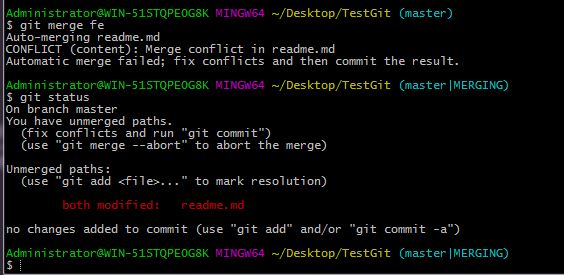 Administrator@WIN-51STQPEOG8K MINGW64 ~/Desktop/TestGit (master)
$ git merge fe
Auto-merging readme.md
CONFLICT (content): Merge conflict in readme.md
Automatic merge failed; fix conflicts and then commit the result.
Administrator@WIN-51STQPEOG8K MINGW64 ~/Desktop/TestGit (master|MERGING)
$ git status
On branch master
You have unmerged paths.
  (fix conflicts and run "git commit")
  (use "git merge --abort" to abort the merge)
Unmerged paths:
  (use "git add <file>..." to mark resolution)
        both modified:   readme.md
no changes added to commit (use "git add" and/or "git commit -a")
Administrator@WIN-51STQPEOG8K MINGW64 ~/Desktop/TestGit (master|MERGING)
$